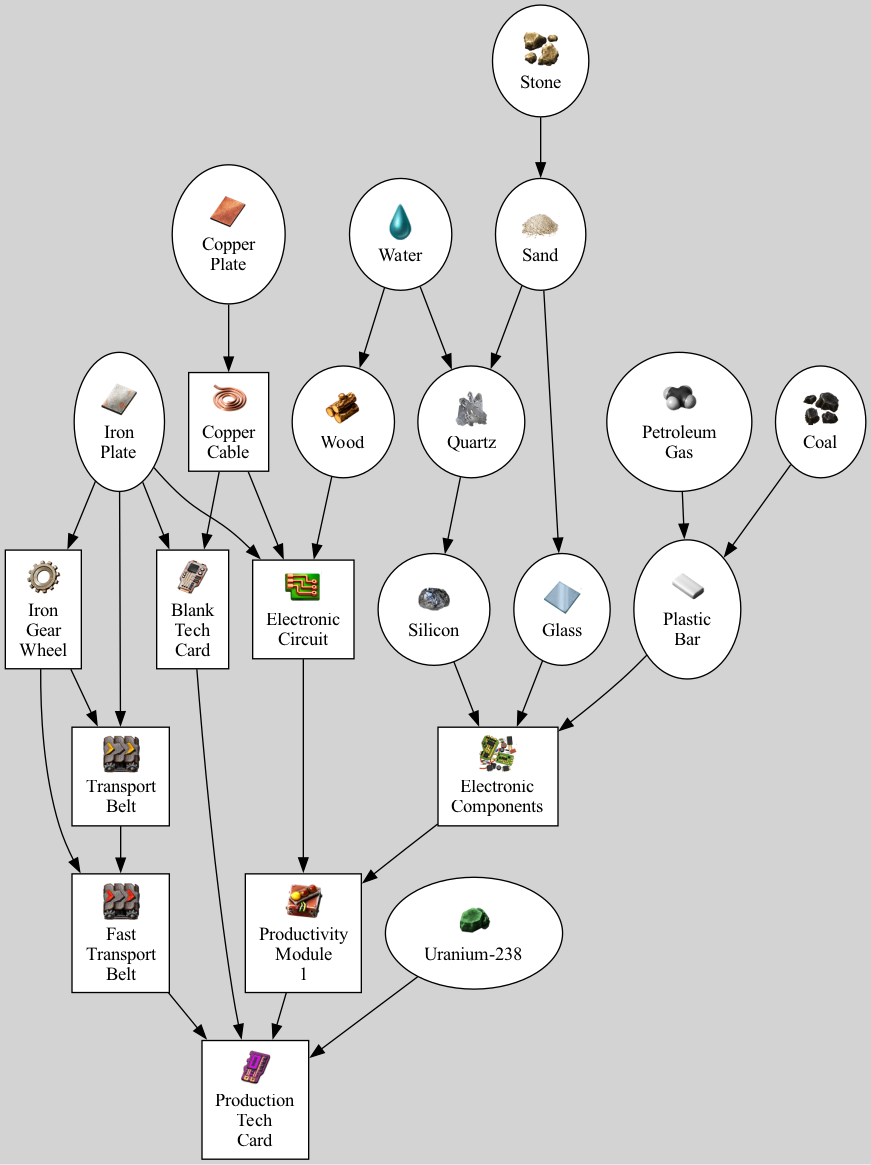 Stone
Copper
Plate
Water
Sand
Iron
Plate
Copper
Cable
Wood
Quartz
Petroleum
Gas
Coal
Iron
Gear
Wheel
Blank
Tech
Card
Electronic
Circuit
Silicon
Glass
Plastic
Bar
Transport
Belt
Electronic
Components
Fast
Transport
Belt
Productivity
Module
1
Uranium-238
Production
Tech
Card